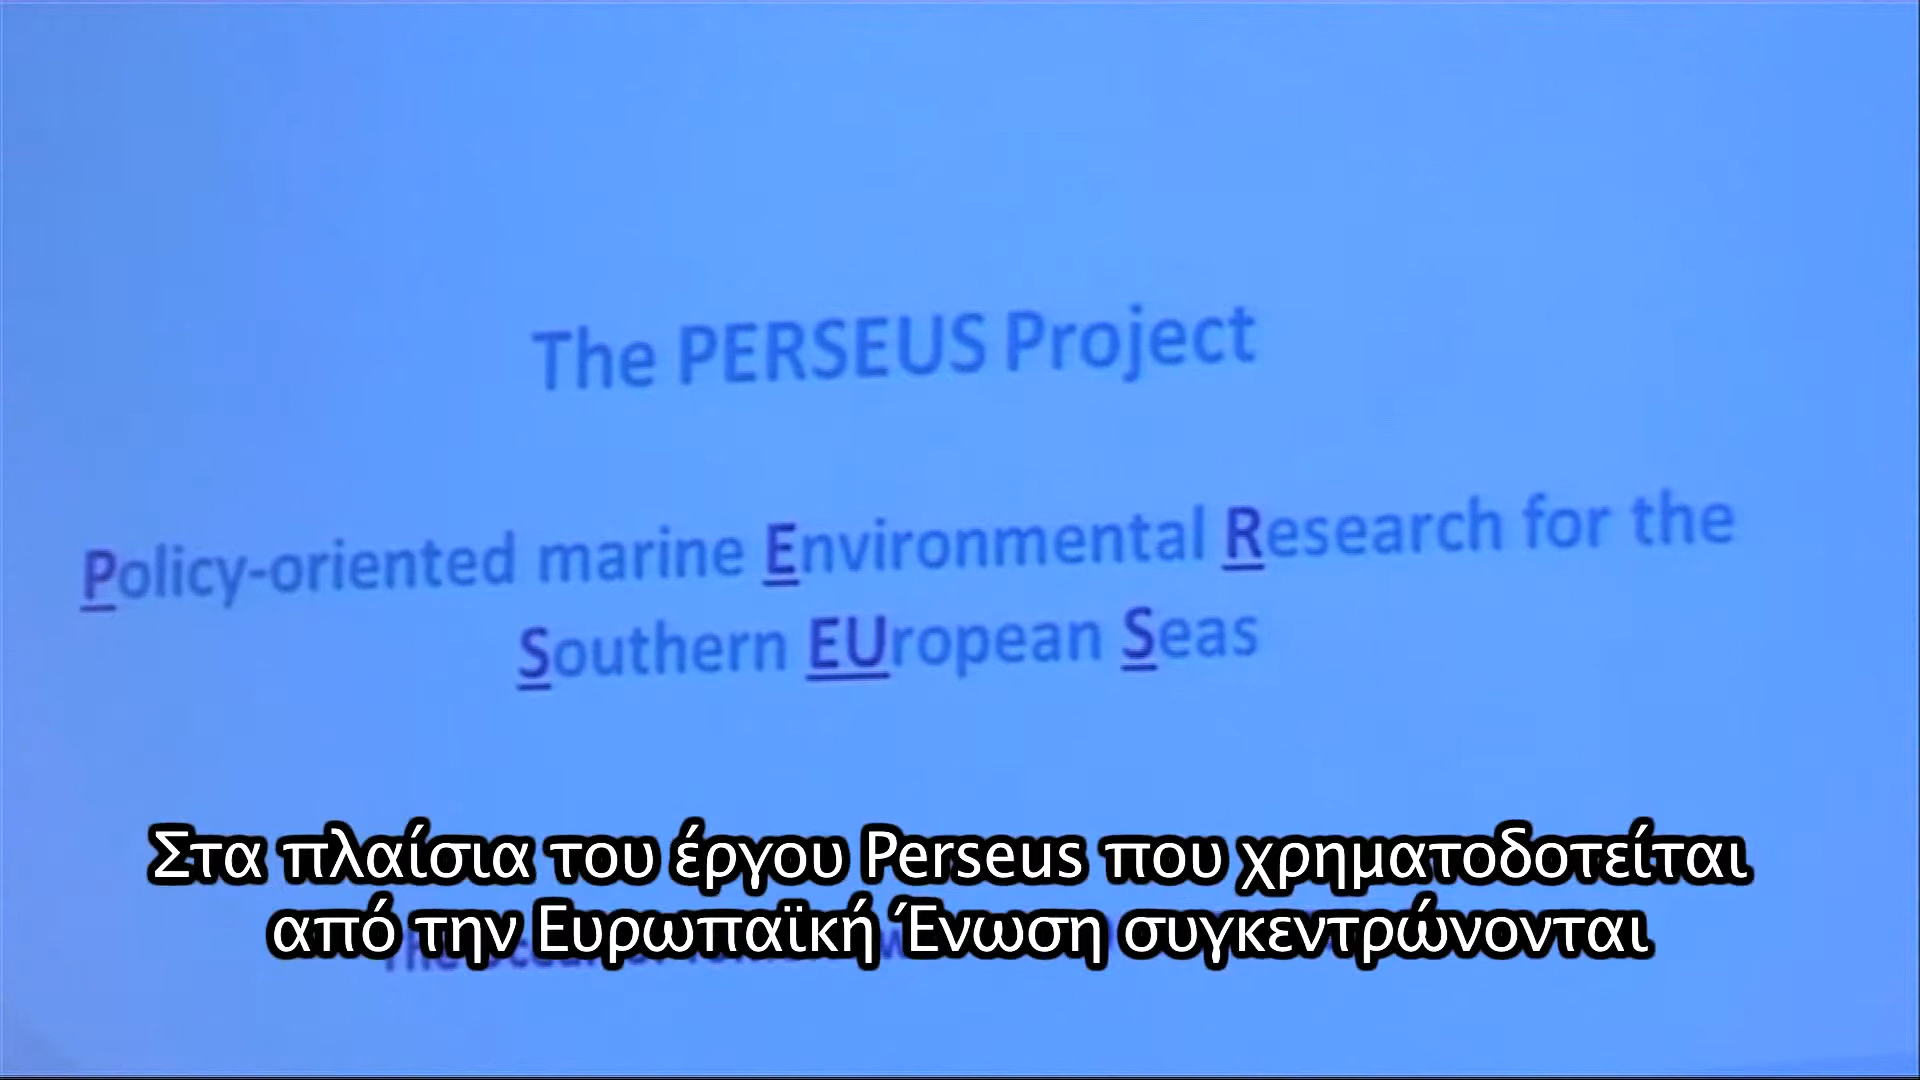 The PERSEUS Project
Policy-oriented marine Environmental Research for the
Southern EUropean Seas
Στα πλαίσια του έργου Perseus που χρηματοδοτείται
από την Ευρωπαϊκή Ένωση συγκεντρώνονται